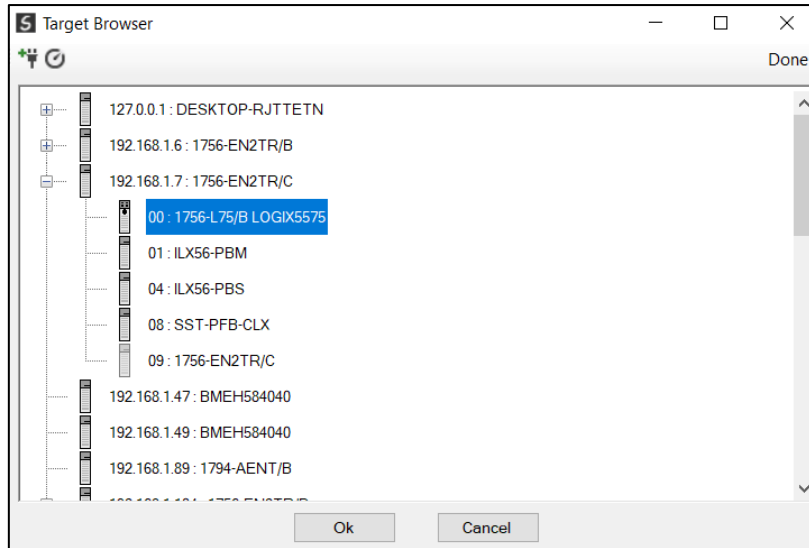 S Target Browser
Done
127.0.0.1 : DESKTOP-RJTTETN
192.168.1.6 : 1756-EN2TR/B
192.168.1.7 : 1756-EN2TR/C
00 : 1756-L75/B LOGIX5575
01 : ILX56-PBM
04 : ILX56-PBS
08 : SST-PFB-CLX
09 : 1756-EN2TR/C
192.168.1.47 : BMEH584040
192.168.1.49 : BMEH584040
192.168.1.89 : 1794-AENT/B
Ok Cancel